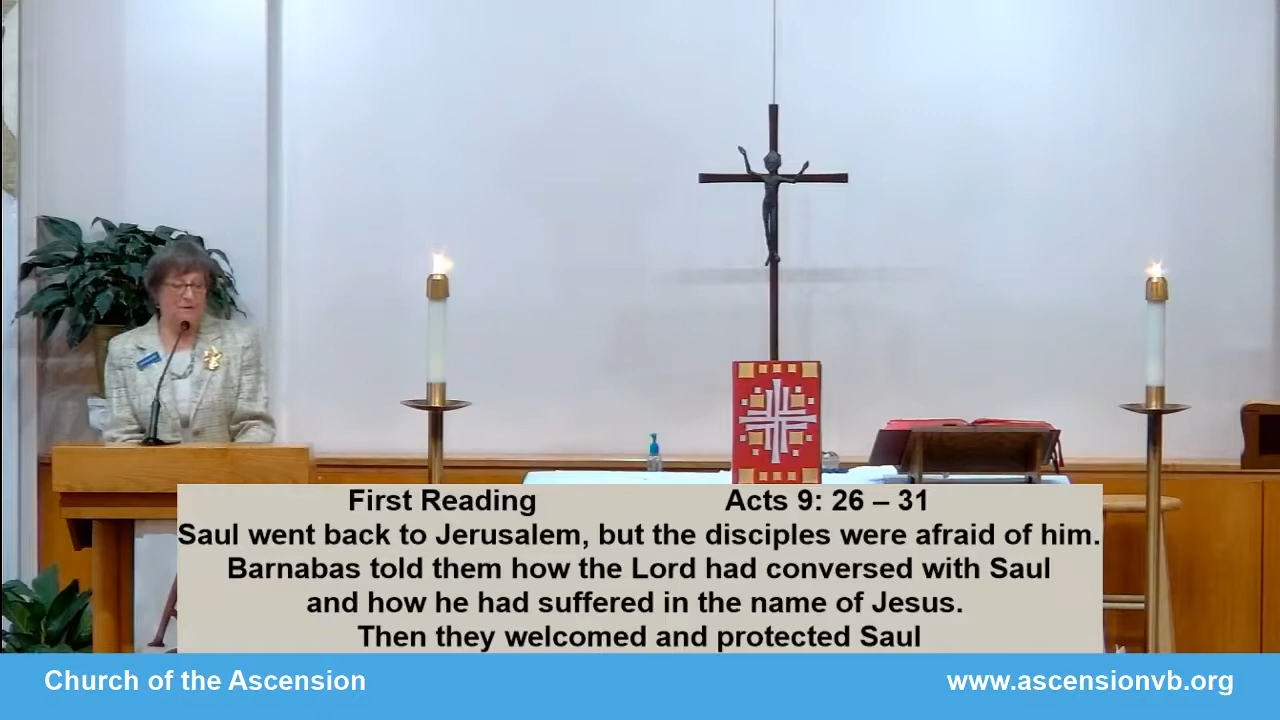 First Reading Acts 9: 26 – 31
Saul went back to Jerusalem, but the disciples were afraid of him.
Barnabas told them how the Lord had conversed with Saul
and how he had suffered in the name of Jesus.
Then they welcomed and protected Saul
Church of the Ascension www.ascensionvb.org